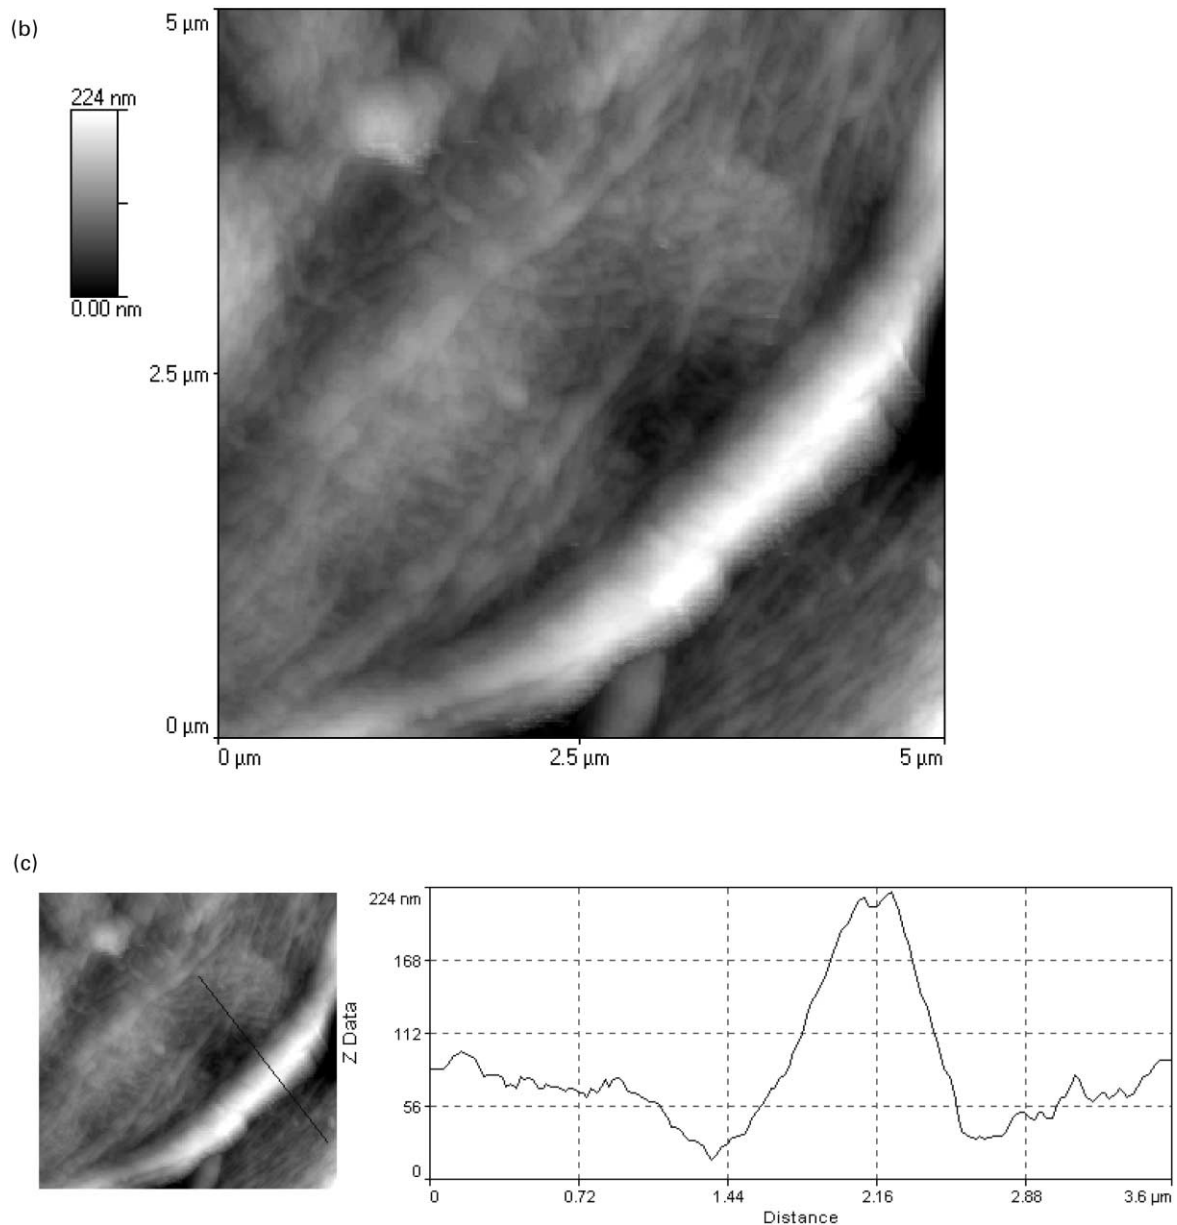 (b)
5 µm
224 nm
0.00 nm
2.5 µm
0 µm
0 µm
2.5 µm
5 µm
(c)
224 nm
168
112
56
0
Z Data
0
0.72
1.44
2.16
2.88
3.6 µm
Distance